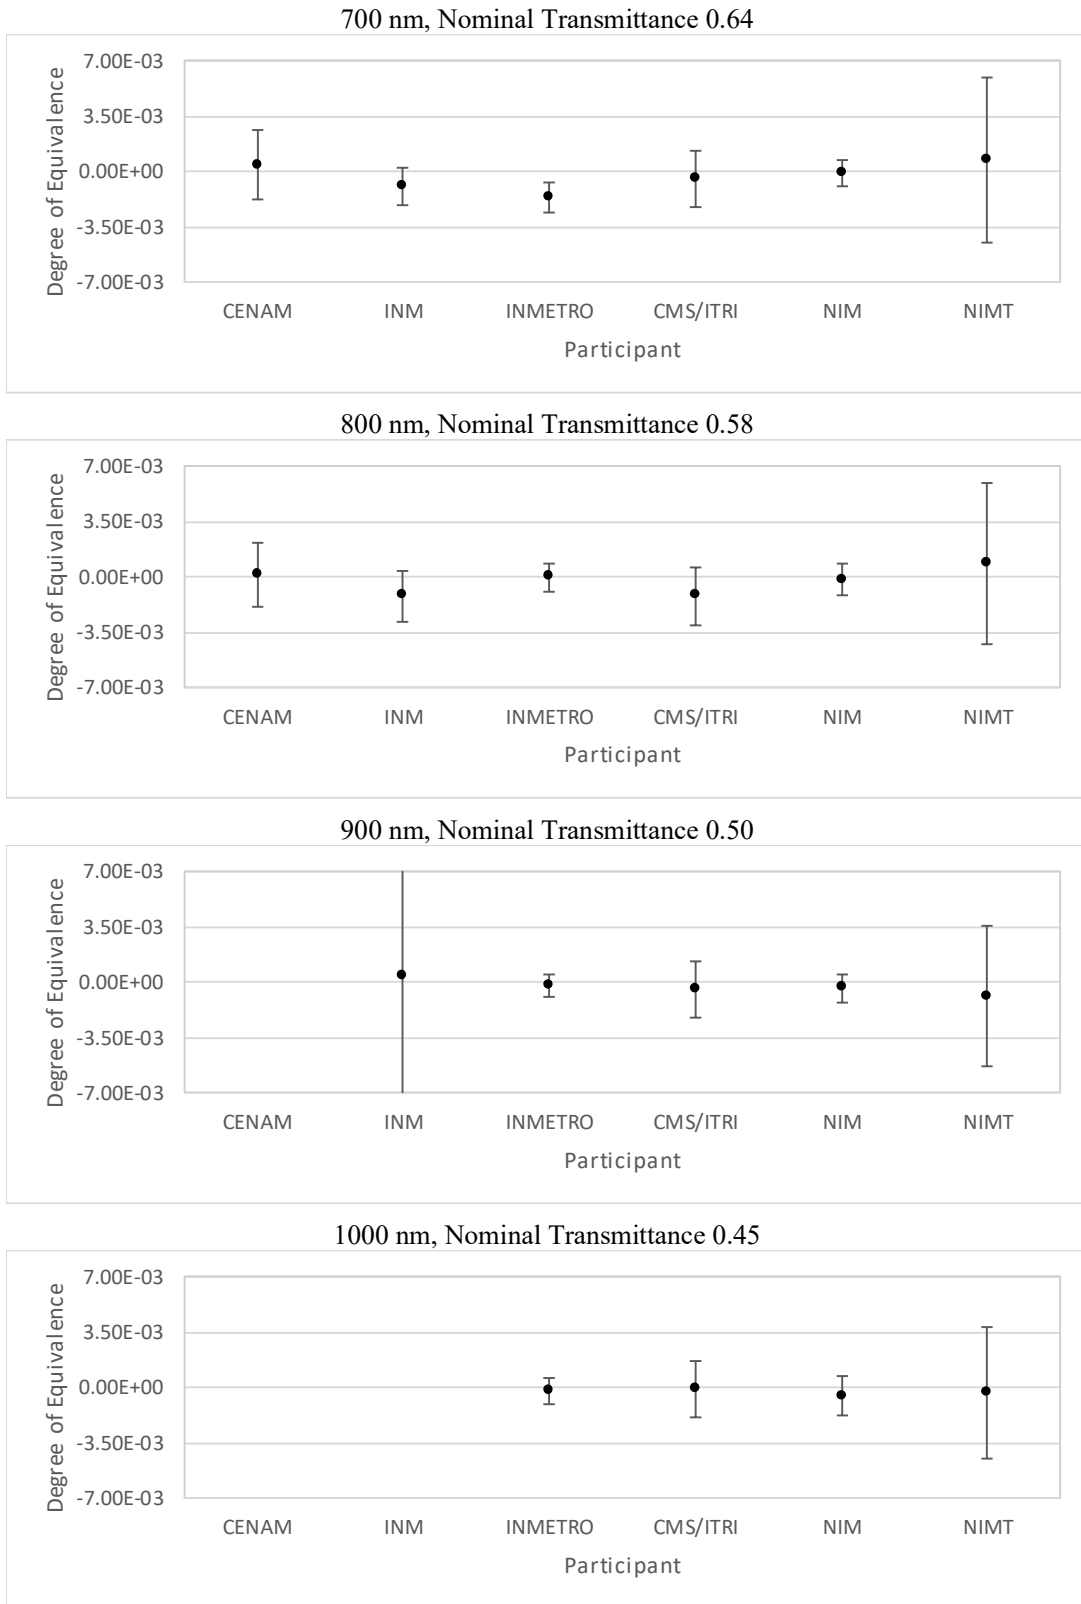 700 nm, Nominal Transmittance 0.64
7.00E-03
3.50E-03
0.00E+00
-3.50E-03
-7.00E-03
Degree of Equivalence
CENAM INM INMETRO CMS/ITRI NIM NIMT
Participant
800 nm, Nominal Transmittance 0.58
7.00E-03
3.50E-03
0.00E+00
-3.50E-03
-7.00E-03
Degree of Equivalence
CENAM INM INMETRO CMS/ITRI NIM NIMT
Participant
900 nm, Nominal Transmittance 0.50
7.00E-03
3.50E-03
0.00E+00
-3.50E-03
-7.00E-03
Degree of Equivalence
CENAM INM INMETRO CMS/ITRI NIM NIMT
Participant
1000 nm, Nominal Transmittance 0.45
7.00E-03
3.50E-03
0.00E+00
-3.50E-03
-7.00E-03
Degree of Equivalence
CENAM INM INMETRO CMS/ITRI NIM NIMT
Participant